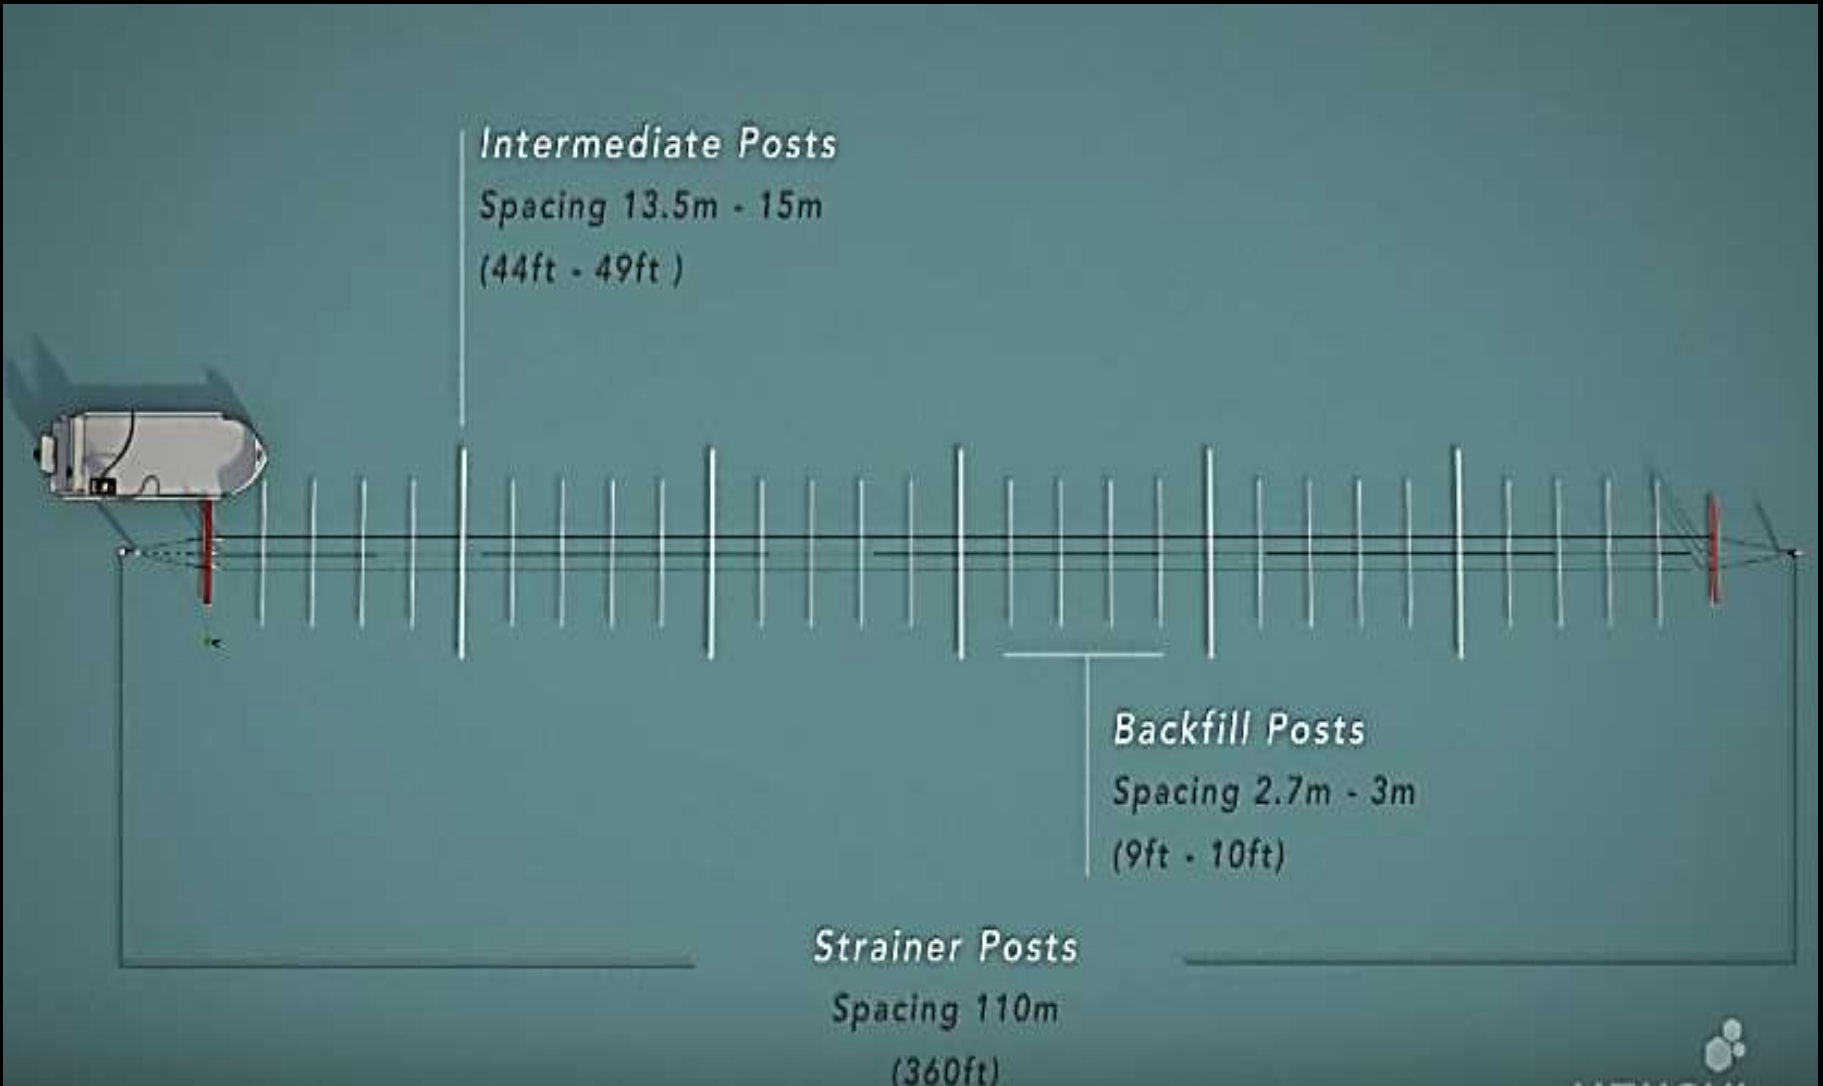 Intermediate Posts
Spacing 13.5m - 15m
(44ft - 49ft )
Backfill Posts
Spacing 2.7m - 3m
(9ft - 10ft)
Strainer Posts
Spacing 110m
(360ft)